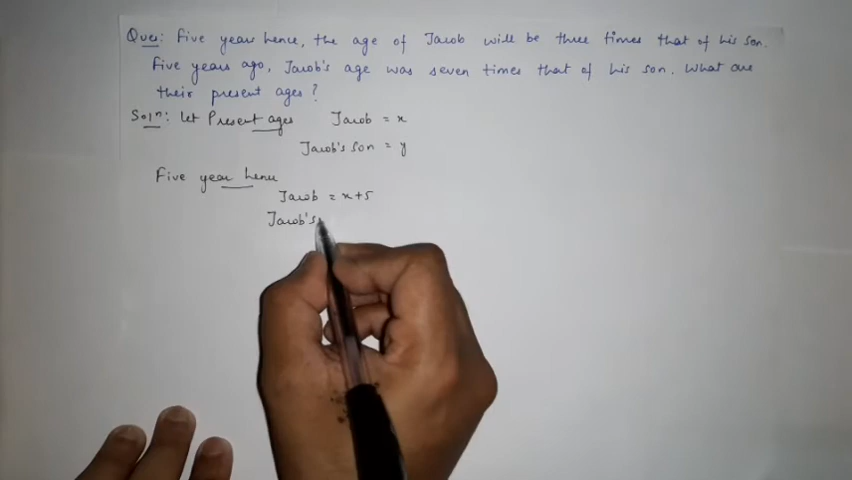 Ques: Five year hence, the age of Jacob will be three times that of his son.
Five years ago, Jacob's age was seven times that of his son. What are
their present ages?
Soln: let Present ages Jacob = x
Jacob's son = y
Five year hence
Jacob = x+5
Jacob's